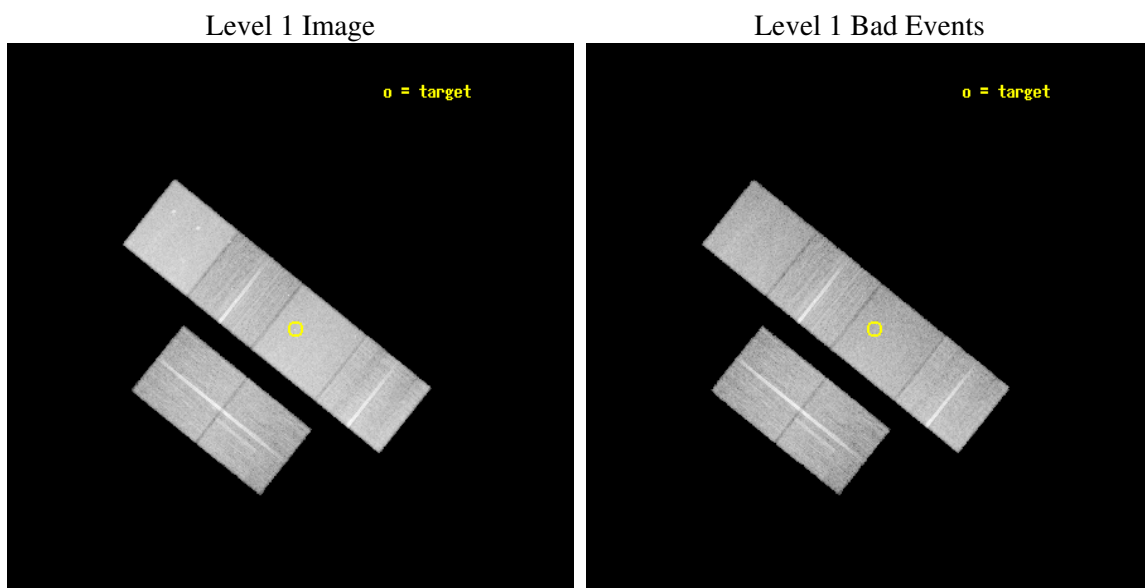 Level 1 Image
Level 1 Bad Events
o = target
o = target